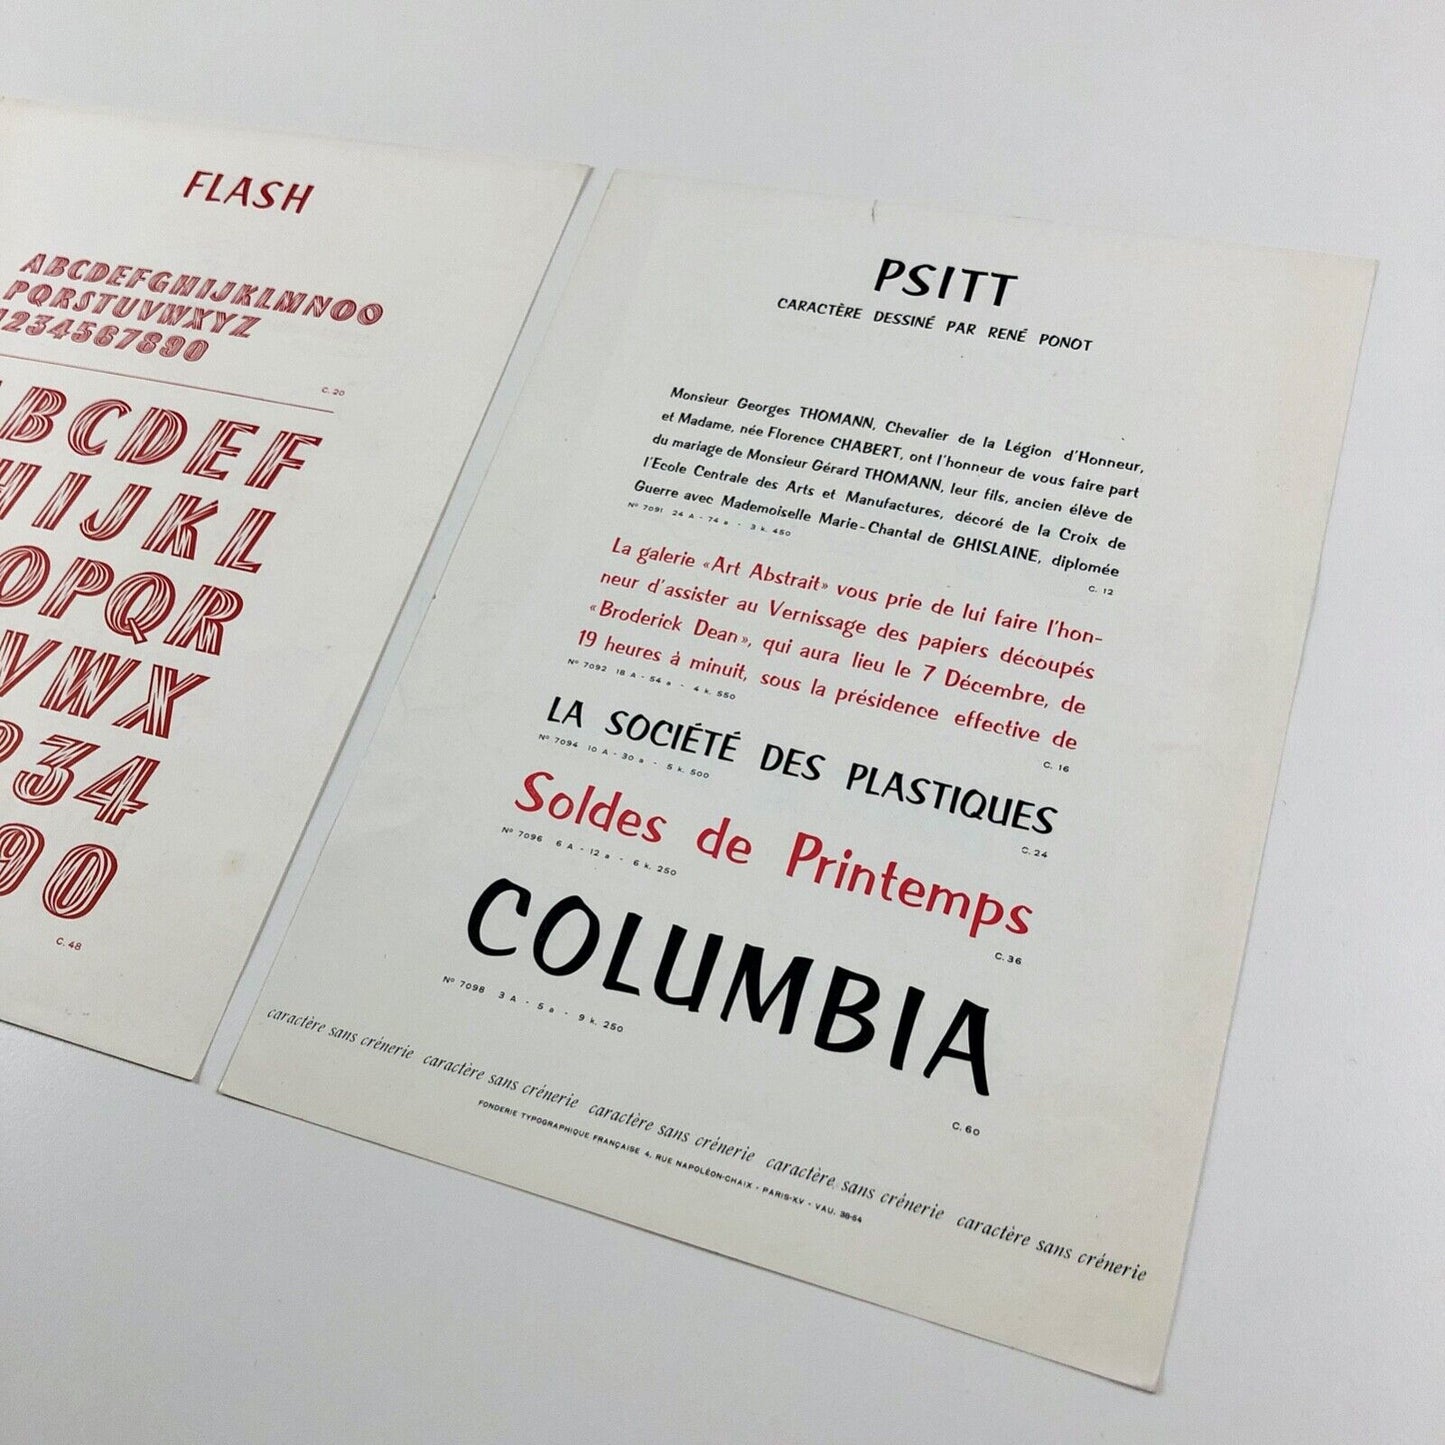 FLASH
ABCDEFGHIJKLMNOO
PQRSTUVWXYZ
1234567890
C. 20
BCDEF
HIJKL
OPQR
VWX
234
90
C. 48
PSITT
CARACTÈRE DESSINÉ PAR RENÉ PONOT
Monsieur Georges THOMANN, Chevalier de la Légion d'Honneur,
et Madame, née Florence CHABERT, ont l'honneur de vous faire part
du mariage de Monsieur Gérard THOMANN, leur fils, ancien élève de
l'Ecole Centrale des Arts et Manufactures, décoré de la Croix de
Guerre avec Mademoiselle Marie-Chantal de GHISLAINE, diplomée
Nº 7091 24 A - 74 a - 3 k. 450
C. 12
La galerie «Art Abstrait» vous prie de lui faire l'hon-
neur d'assister au Vernissage des papiers découpés
«Broderick Dean», qui aura lieu le 7 Décembre, de
19 heures à minuit, sous la présidence effective de
Nº 7092 18 A - 54 a - 4 k. 550
C. 16
LA SOCIÉTÉ DES PLASTIQUES
Nº 7094 10 A - 30 a - 5 k. 500
C. 24
Soldes de Printemps
Nº 7096 6 A - 12 a - 6 k. 250
C. 36
COLUMBIA
Nº 7098 3 A - 5 a - 9 k. 250
C. 60
caractère sans crénerie caractère sans crénerie caractère sans crénerie caractère sans crénerie caractère sans crénerie
FONDERIE TYPOGRAPHIQUE FRANÇAISE 4, RUE NAPOLÉON-CHAIX - PARIS-XV - VAU. 38-64